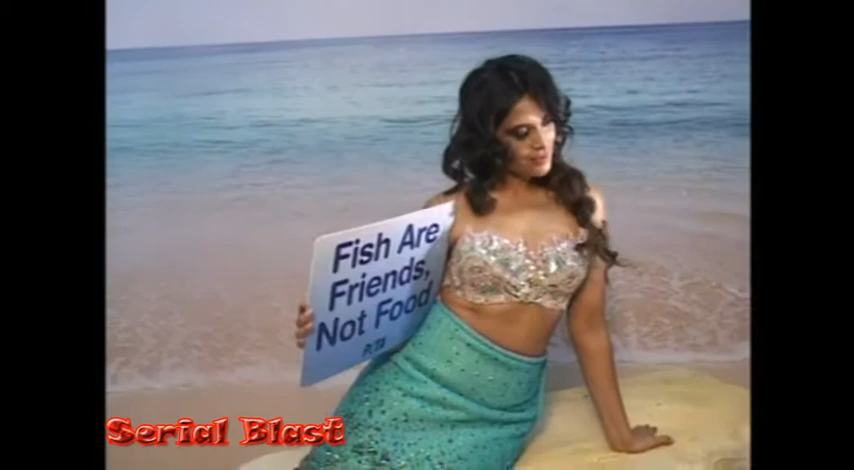 Fish Are
Friends,
Not Food
PETA
Serial Blast